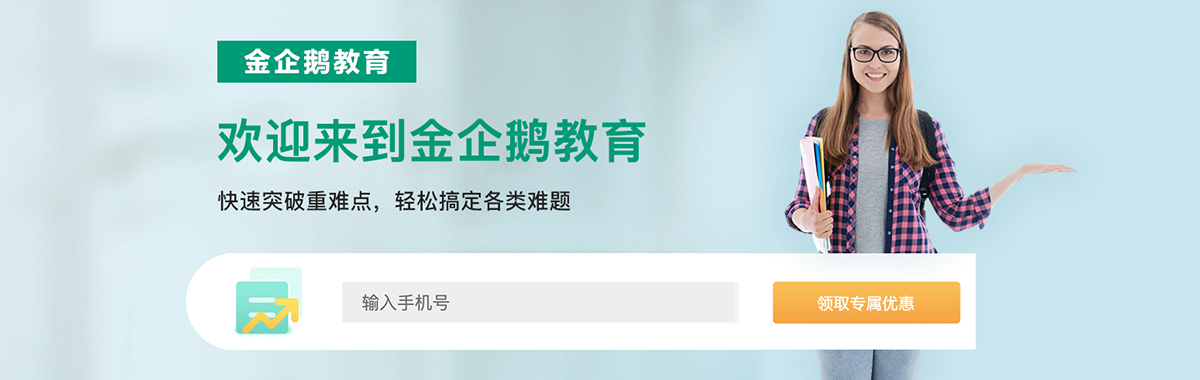 金企鹅教育
欢迎来到金企鹅教育
快速突破重难点，轻松搞定各类难题
输入手机号
领取专属优惠